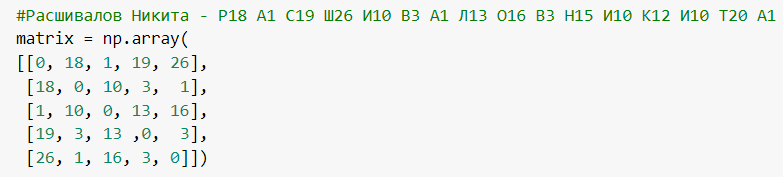 #Расшивалов Никита - Р18 А1 С19 Ш26 И10 В3 А1 Л13 О16 В3 Н15 И10 К12 И10 Т20 А1
matrix = np.array(
[[0, 18, 1, 19, 26],
[18, 0, 10, 3, 1],
[1, 10, 0, 13, 16],
[19, 3, 13 ,0, 3],
[26, 1, 16, 3, 0]])